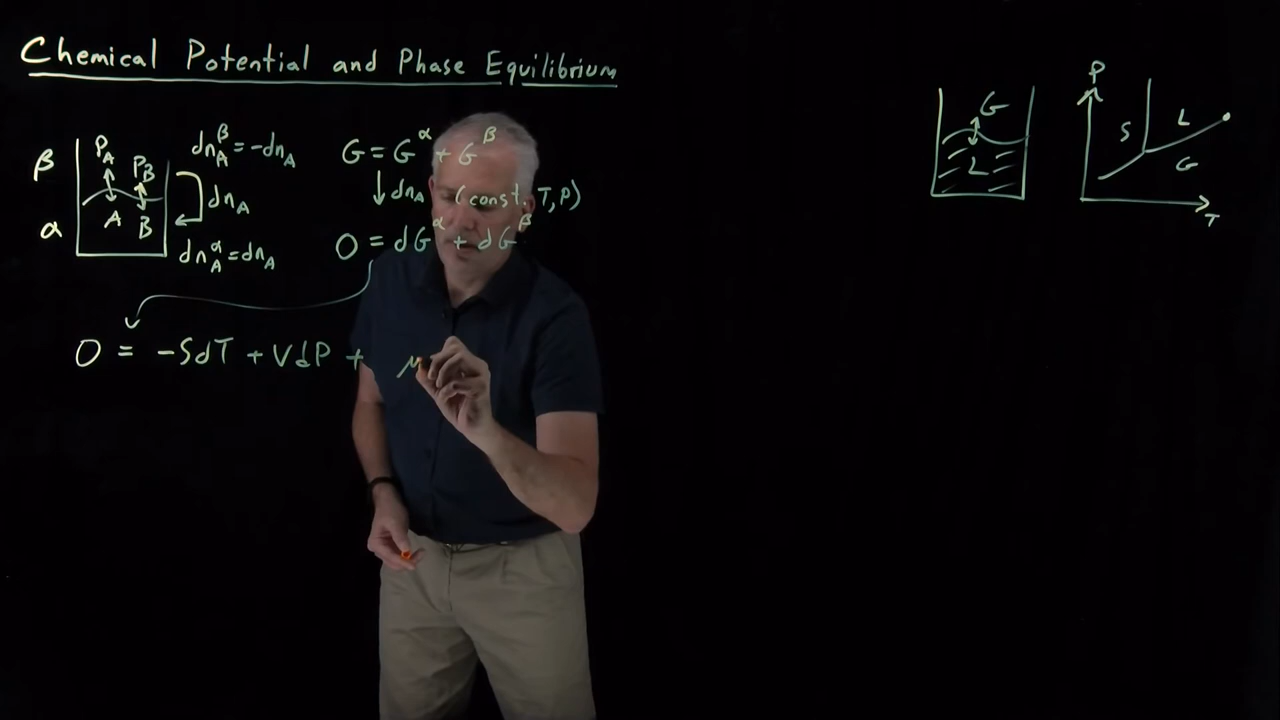 Chemical Potential and Phase Equilibrium
β
α
P_A
P_B
A
B
dn_A^β = -dn_A
dn_A
dn_A^α = dn_A
G = G^α + G^β
↓ dn_A (const. T, P)
0 = dG^α + dG^β
0 = -SdT + VdP + μ
G
L
P
S
L
G
T